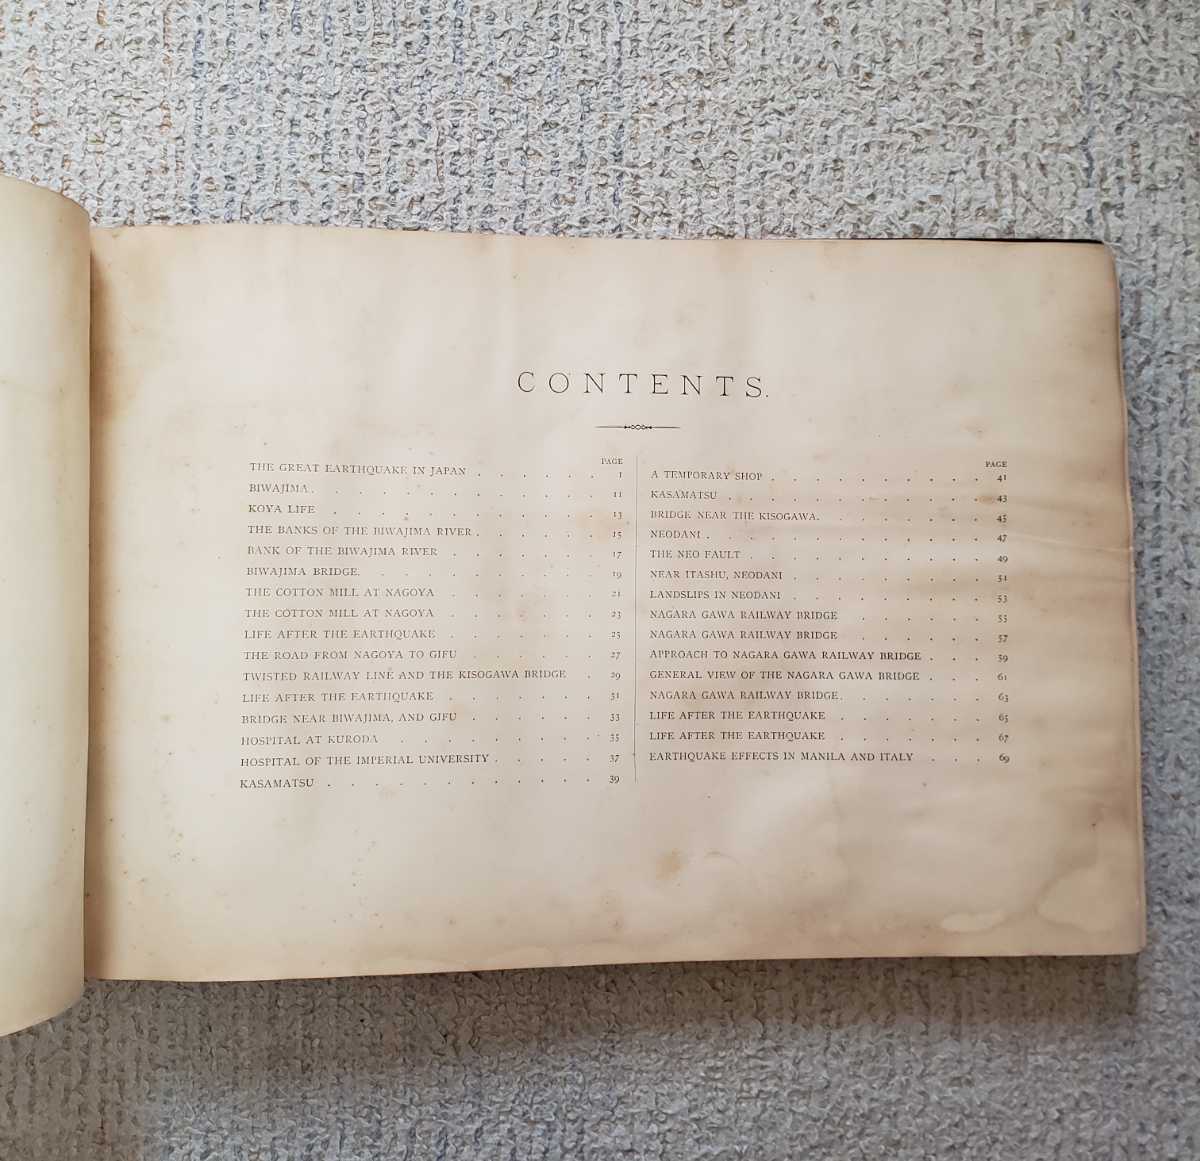 CONTENTS.
PAGE
THE GREAT EARTHQUAKE IN JAPAN . . . . . . 1
BIWAJIMA . . . . . . . . . . . 11
KOYA LIFE . . . . . . . . . . 13
THE BANKS OF THE BIWAJIMA RIVER . . . . . 15
BANK OF THE BIWAJIMA RIVER . . . . . . 17
BIWAJIMA BRIDGE. . . . . . . . . 19
THE COTTON MILL AT NAGOYA . . . . . . 21
THE COTTON MILL AT NAGOYA . . . . . . 23
LIFE AFTER THE EARTHQUAKE . . . . . . 25
THE ROAD FROM NAGOYA TO GIFU . . . . . 27
TWISTED RAILWAY LINE AND THE KISOGAWA BRIDGE . 29
LIFE AFTER THE EARTHQUAKE . . . . . . 31
BRIDGE NEAR BIWAJIMA, AND GIFU . . . . . 33
HOSPITAL AT KURODA . . . . . . . . 35
HOSPITAL OF THE IMPERIAL UNIVERSITY . . . . . 37
KASAMATSU . . . . . . . . . . 39
PAGE
A TEMPORARY SHOP . . . . . . . . 41
KASAMATSU . . . . . . . . . 43
BRIDGE NEAR THE KISOGAWA. . . . . . . 45
NEODANI . . . . . . . . . . 47
THE NEO FAULT . . . . . . . . . 49
NEAR ITASHU, NEODANI . . . . . . . 51
LANDSLIPS IN NEODANI . . . . . . . 53
NAGARA GAWA RAILWAY BRIDGE . . . . . 55
NAGARA GAWA RAILWAY BRIDGE . . . . . 57
APPROACH TO NAGARA GAWA RAILWAY BRIDGE . . . 59
GENERAL VIEW OF THE NAGARA GAWA BRIDGE . . . 61
NAGARA GAWA RAILWAY BRIDGE. . . . . . 63
LIFE AFTER THE EARTHQUAKE . . . . . . 65
LIFE AFTER THE EARTHQUAKE . . . . . . 67
EARTHQUAKE EFFECTS IN MANILA AND ITALY . . . 69